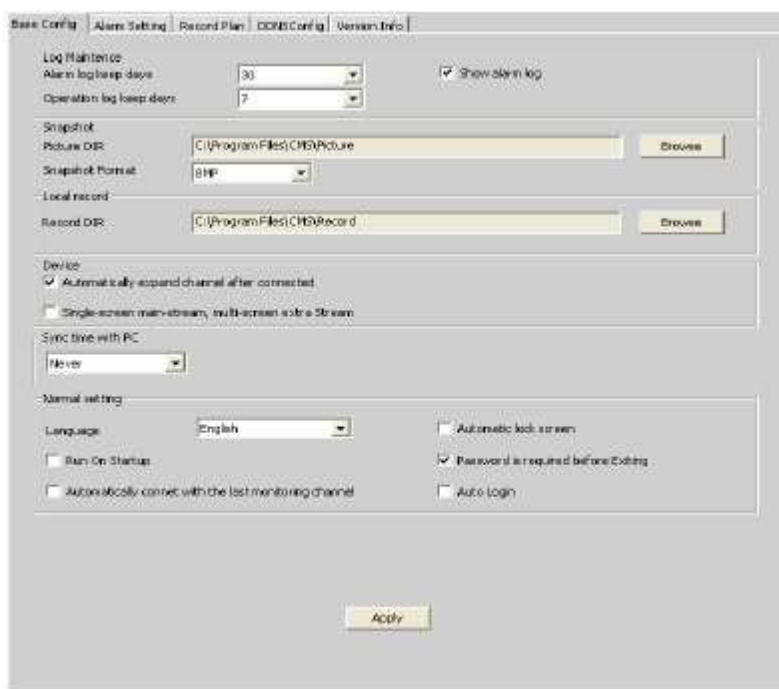 Base Config Alarm Setting Record Plan DDNSConfig Version Info
Log Maintence
Alarm log keep days 30 Show alarm log
Operation log keep days 7
Snapshot
Picture DIR C:\Program Files\CMS\Picture Browse
Snapshot Format BMP
Local record
Record DIR C:\Program Files\CMS\Record Browse
Device
Automatically expand channel after connected
Single-screen main-stream, multi-screen extra Stream
Sync time with PC
Never
Normal setting
Language English Automatic lock screen
Run On Startup Password is required before Exiting
Automatically connet with the last monitoring channel Auto Login
Apply